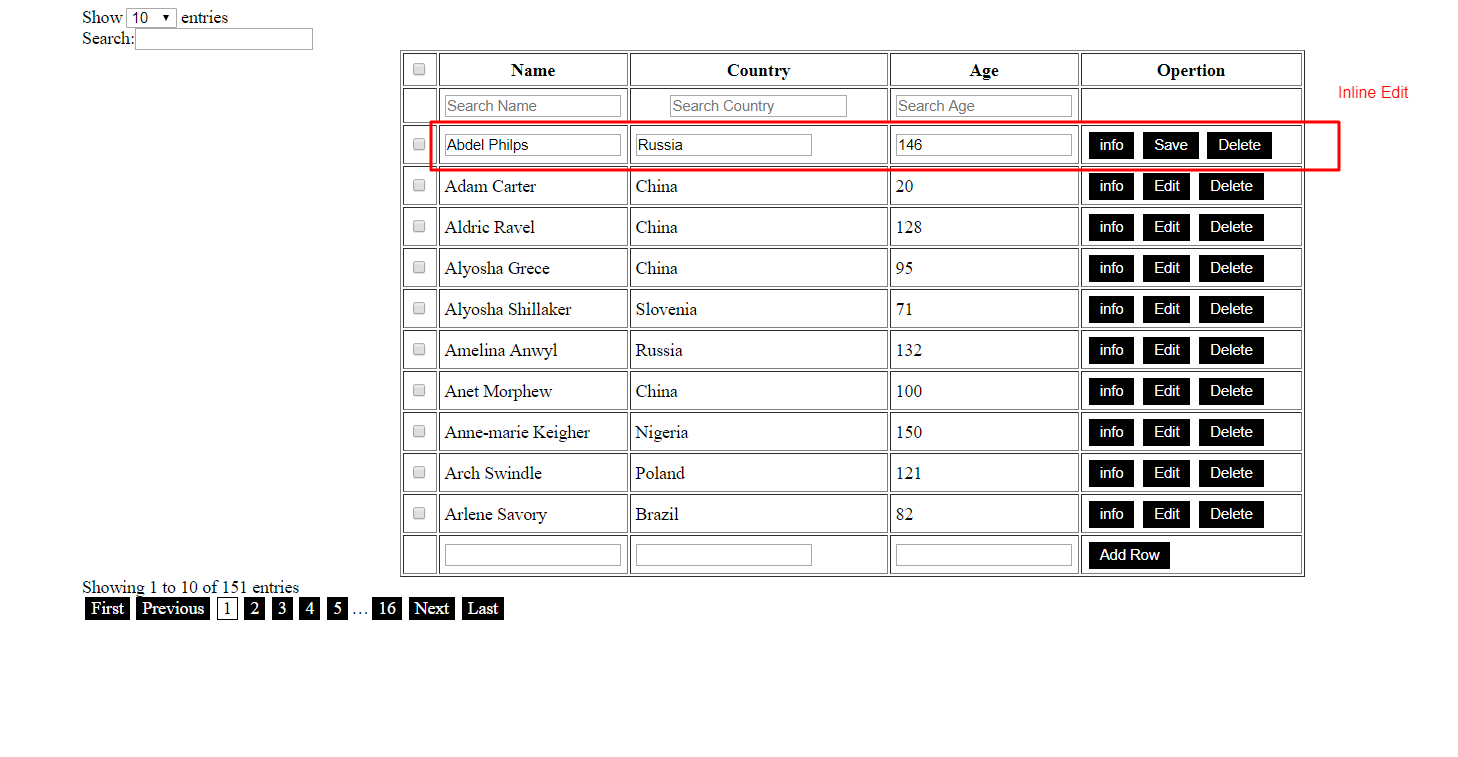 Show 10 entries
Search:
Name Country Age Opertion
Inline Edit
Search Name Search Country Search Age
Abdel Philps Russia 146 info Save Delete
Adam Carter China 20 info Edit Delete
Aldric Ravel China 128 info Edit Delete
Alyosha Grece China 95 info Edit Delete
Alyosha Shillaker Slovenia 71 info Edit Delete
Amelina Anwyl Russia 132 info Edit Delete
Anet Morphew China 100 info Edit Delete
Anne-marie Keigher Nigeria 150 info Edit Delete
Arch Swindle Poland 121 info Edit Delete
Arlene Savory Brazil 82 info Edit Delete
Add Row
Showing 1 to 10 of 151 entries
First Previous 1 2 3 4 5 … 16 Next Last